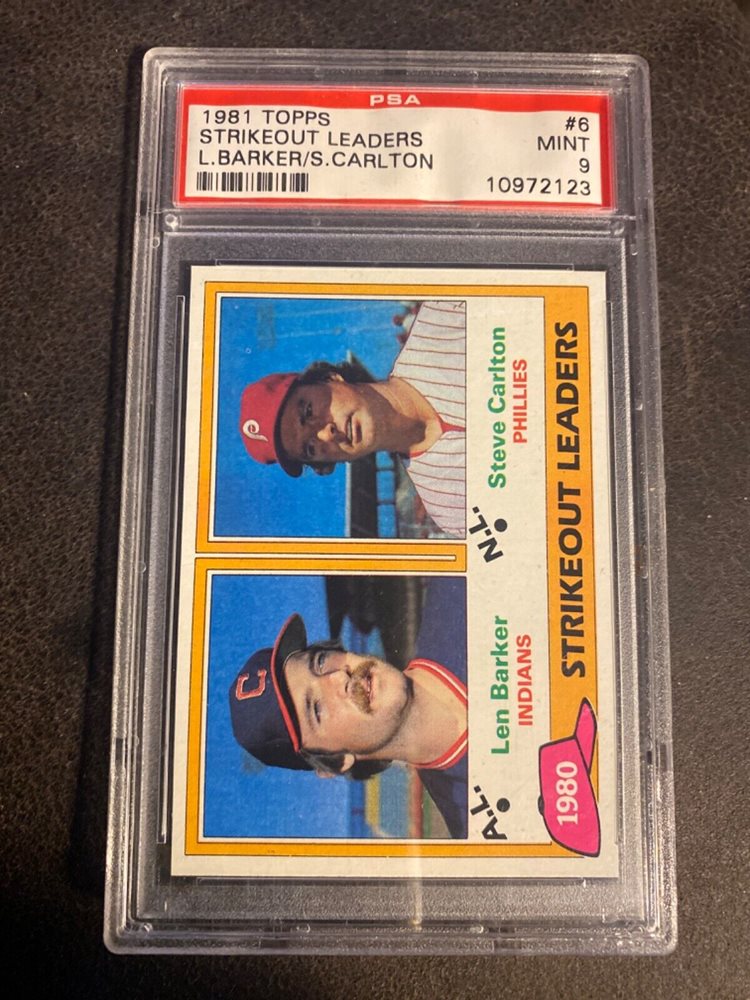 PSA
1981 TOPPS #6
STRIKEOUT LEADERS MINT
L.BARKER/S.CARLTON 9
10972123
C
P
A.L. Len Barker
INDIANS
N.L. Steve Carlton
PHILLIES
1980 STRIKEOUT LEADERS